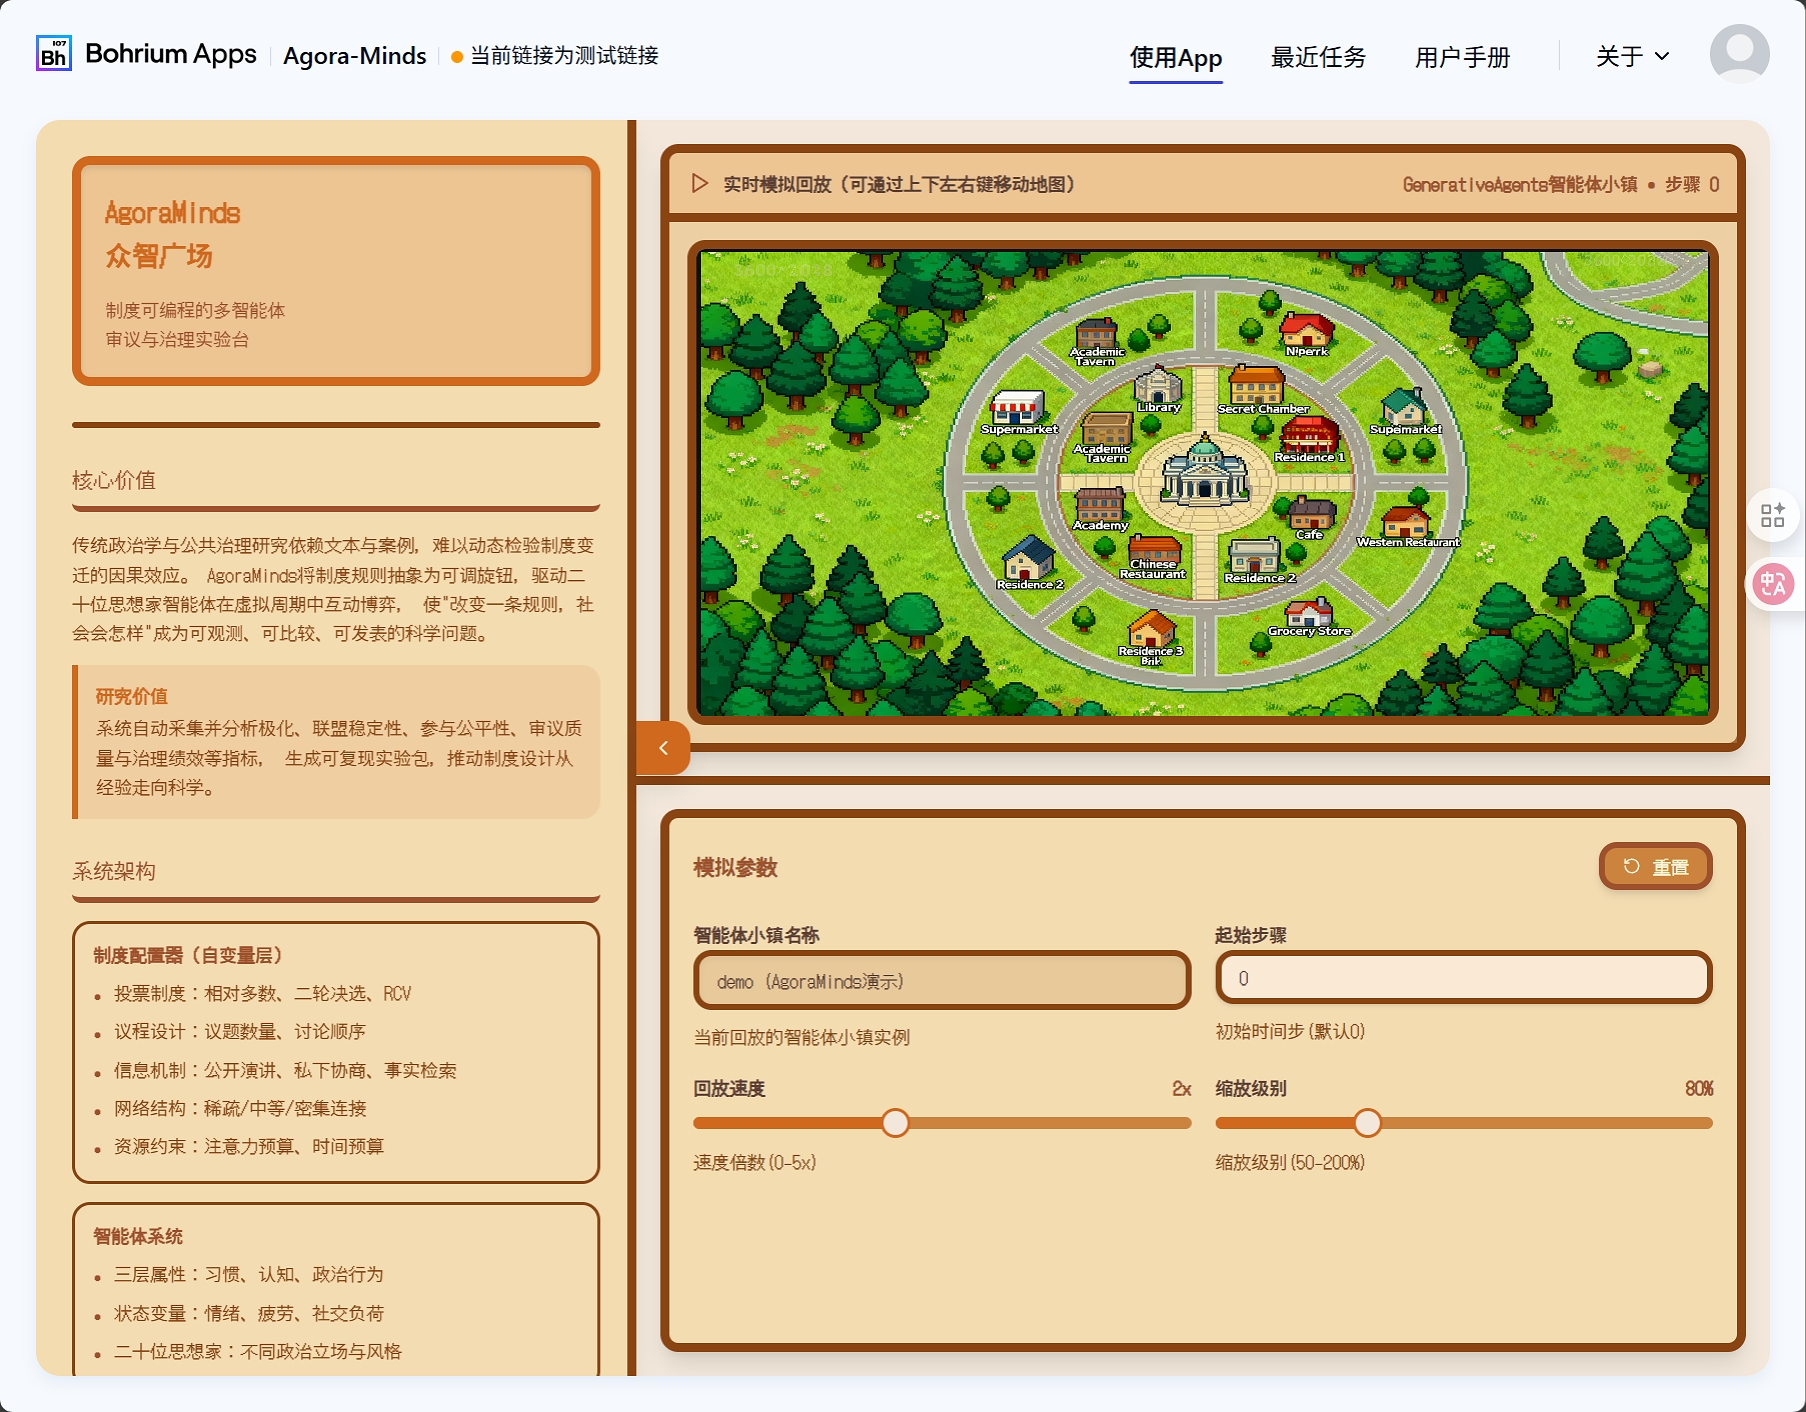 107
Bh
Bohrium Apps
Agora-Minds
当前链接为测试链接
使用App
最近任务
用户手册
关于
AgoraMinds
众智广场
制度可编程的多智能体
审议与治理实验台
核心价值
传统政治学与公共治理研究依赖文本与案例，难以动态检验制度变
迁的因果效应。 AgoraMinds将制度规则抽象为可调旋钮，驱动二
十位思想家智能体在虚拟周期中互动博弈， 使"改变一条规则，社
会会怎样"成为可观测、可比较、可发表的科学问题。
研究价值
系统自动采集并分析极化、联盟稳定性、参与公平性、审议质
量与治理绩效等指标， 生成可复现实验包，推动制度设计从
经验走向科学。
系统架构
制度配置器（自变量层）
• 投票制度：相对多数、二轮决选、RCV
• 议程设计：议题数量、讨论顺序
• 信息机制：公开演讲、私下协商、事实检索
• 网络结构：稀疏/中等/密集连接
• 资源约束：注意力预算、时间预算
智能体系统
• 三层属性：习惯、认知、政治行为
• 状态变量：情绪、疲劳、社交负荷
• 二十位思想家：不同政治立场与风格
实时模拟回放（可通过上下左右键移动地图）
GenerativeAgents智能体小镇 • 步骤 0
Academic
Tavern
N!perrk
Library
Secret Chamber
Supermarket
Supemarket
Academic
Tavern
Residence 1
Academy
Cafe
Western Restaurant
Chinese
Restaurant
Residence 2
Residence 2
Grocery Store
Residence 3
Brik
模拟参数
重置
智能体小镇名称
demo (AgoraMinds演示)
当前回放的智能体小镇实例
起始步骤
0
初始时间步(默认0)
回放速度
2x
速度倍数(0-5x)
缩放级别
80%
缩放级别(50-200%)
中
A